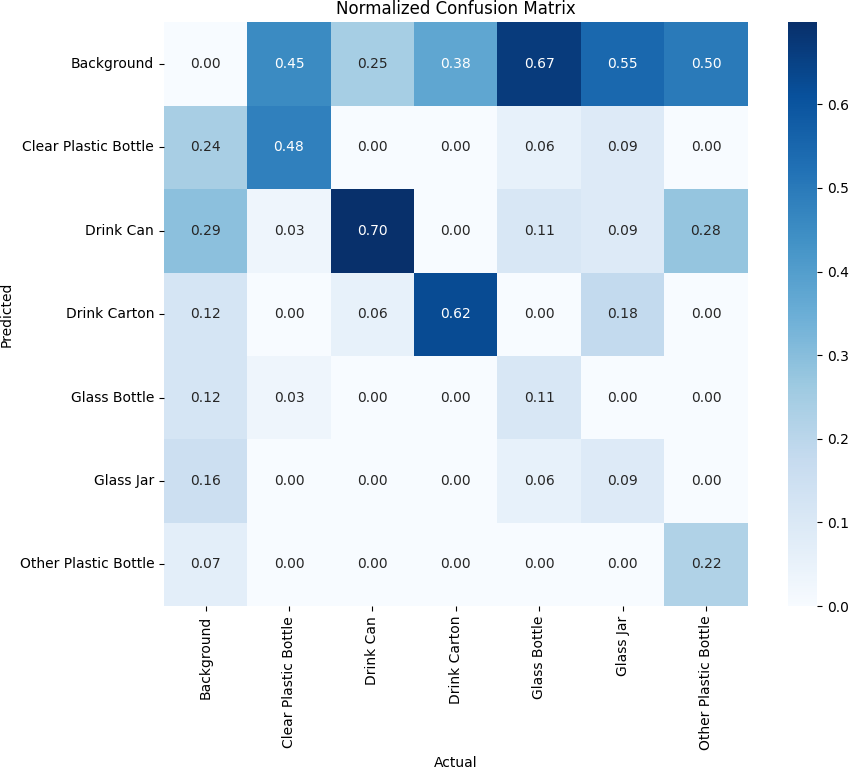 Normalized Confusion Matrix
Background 0.00 0.45 0.25 0.38 0.67 0.55 0.50
Clear Plastic Bottle 0.24 0.48 0.00 0.00 0.06 0.09 0.00
Drink Can 0.29 0.03 0.70 0.00 0.11 0.09 0.28
Drink Carton 0.12 0.00 0.06 0.62 0.00 0.18 0.00
Glass Bottle 0.12 0.03 0.00 0.00 0.11 0.00 0.00
Glass Jar 0.16 0.00 0.00 0.00 0.06 0.09 0.00
Other Plastic Bottle 0.07 0.00 0.00 0.00 0.00 0.00 0.22
Predicted
Background
Clear Plastic Bottle
Drink Can
Drink Carton
Glass Bottle
Glass Jar
Other Plastic Bottle
Actual
0.6
0.5
0.4
0.3
0.2
0.1
0.0